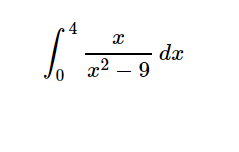 ∫₀⁴ x/(x² − 9) dx